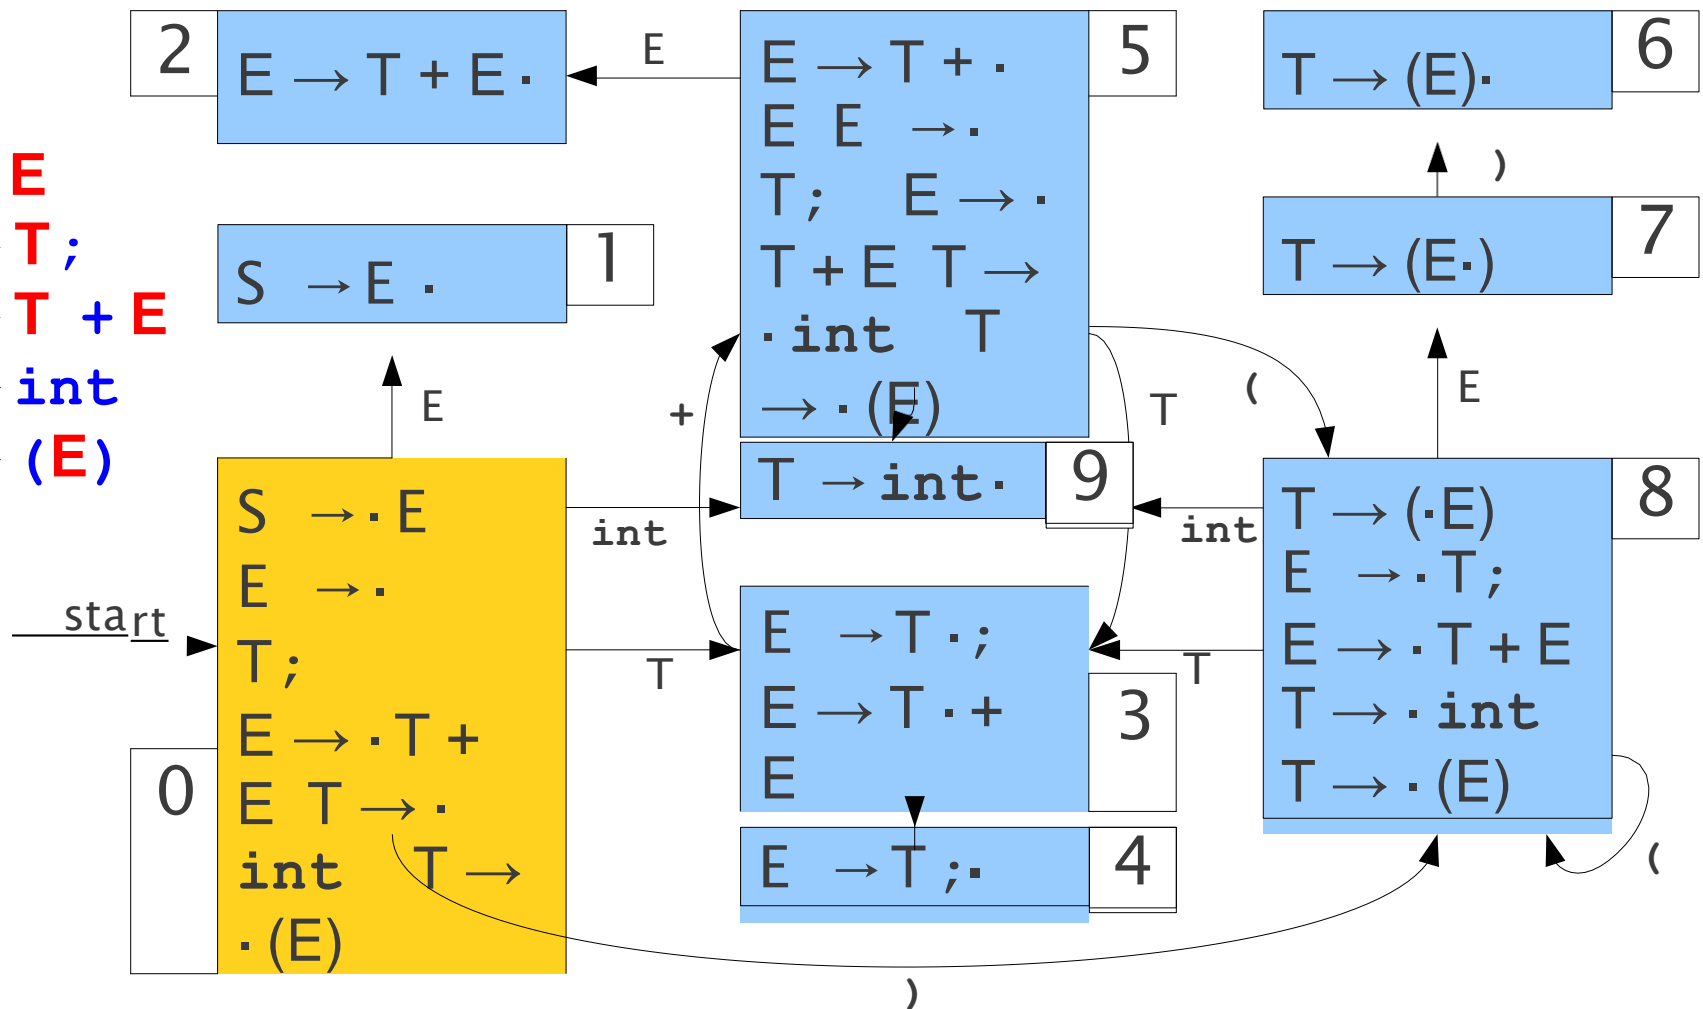 E
T ;
T + E
int
(E)
start
0
S → · E
E → ·
T ;
E → · T +
E T → ·
int T →
· (E)
E
int
T
)
1
S → E ·
2
E → T + E ·
E
+
5
E → T + ·
E E → ·
T ; E → ·
T + E T →
· int T
→ · (E)
T
(
9
T → int ·
3
E → T · ;
E → T · +
E
4
E → T ; ·
6
T → (E) ·
)
7
T → (E · )
E
8
T → ( · E)
E → · T ;
E → · T + E
T → · int
T → · (E)
int
T
(